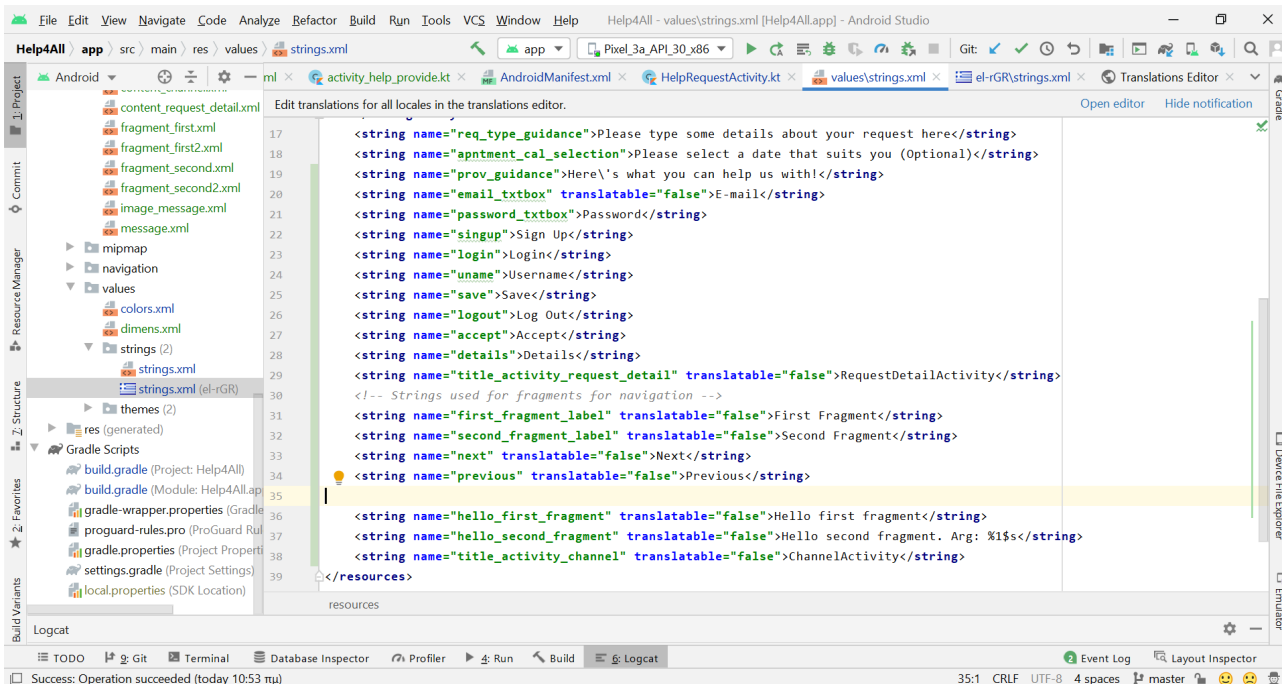 File Edit View Navigate Code Analyze Refactor Build Run Tools VCS Window Help Help4All - values\strings.xml [Help4All.app] - Android Studio
Help4All app src main res values strings.xml app Pixel_3a_API_30_x86 Git:
Android ml activity_help_provide.kt AndroidManifest.xml HelpRequestActivity.kt values\strings.xml el-rGR\strings.xml Translations Editor
1: Project
Commit
Resource Manager
7: Structure
2: Favorites
Build Variants
content_request_detail.xml
fragment_first.xml
fragment_first2.xml
fragment_second.xml
fragment_second2.xml
image_message.xml
message.xml
mipmap
navigation
values
colors.xml
dimens.xml
strings (2)
strings.xml
strings.xml (el-rGR)
themes (2)
res (generated)
Gradle Scripts
build.gradle (Project: Help4All)
build.gradle (Module: Help4All.ap
gradle-wrapper.properties (Gradle
proguard-rules.pro (ProGuard Rul
gradle.properties (Project Properti
settings.gradle (Project Settings)
local.properties (SDK Location)
Edit translations for all locales in the translations editor. Open editor Hide notification
17 <string name="req_type_guidance">Please type some details about your request here</string>
18 <string name="apntment_cal_selection">Please select a date that suits you (Optional)</string>
19 <string name="prov_guidance">Here\'s what you can help us with!</string>
20 <string name="email_txtbox" translatable="false">E-mail</string>
21 <string name="password_txtbox">Password</string>
22 <string name="singup">Sign Up</string>
23 <string name="login">Login</string>
24 <string name="uname">Username</string>
25 <string name="save">Save</string>
26 <string name="logout">Log Out</string>
27 <string name="accept">Accept</string>
28 <string name="details">Details</string>
29 <string name="title_activity_request_detail" translatable="false">RequestDetailActivity</string>
30 <!-- Strings used for fragments for navigation -->
31 <string name="first_fragment_label" translatable="false">First Fragment</string>
32 <string name="second_fragment_label" translatable="false">Second Fragment</string>
33 <string name="next" translatable="false">Next</string>
34 <string name="previous" translatable="false">Previous</string>
35
36 <string name="hello_first_fragment" translatable="false">Hello first fragment</string>
37 <string name="hello_second_fragment" translatable="false">Hello second fragment. Arg: %1$s</string>
38 <string name="title_activity_channel" translatable="false">ChannelActivity</string>
39 </resources>
resources
Gradle
Device File Explorer
Emulator
Logcat
TODO 9: Git Terminal Database Inspector Profiler 4: Run Build 6: Logcat 2 Event Log Layout Inspector
Success: Operation succeeded (today 10:53 πμ) 35:1 CRLF UTF-8 4 spaces master